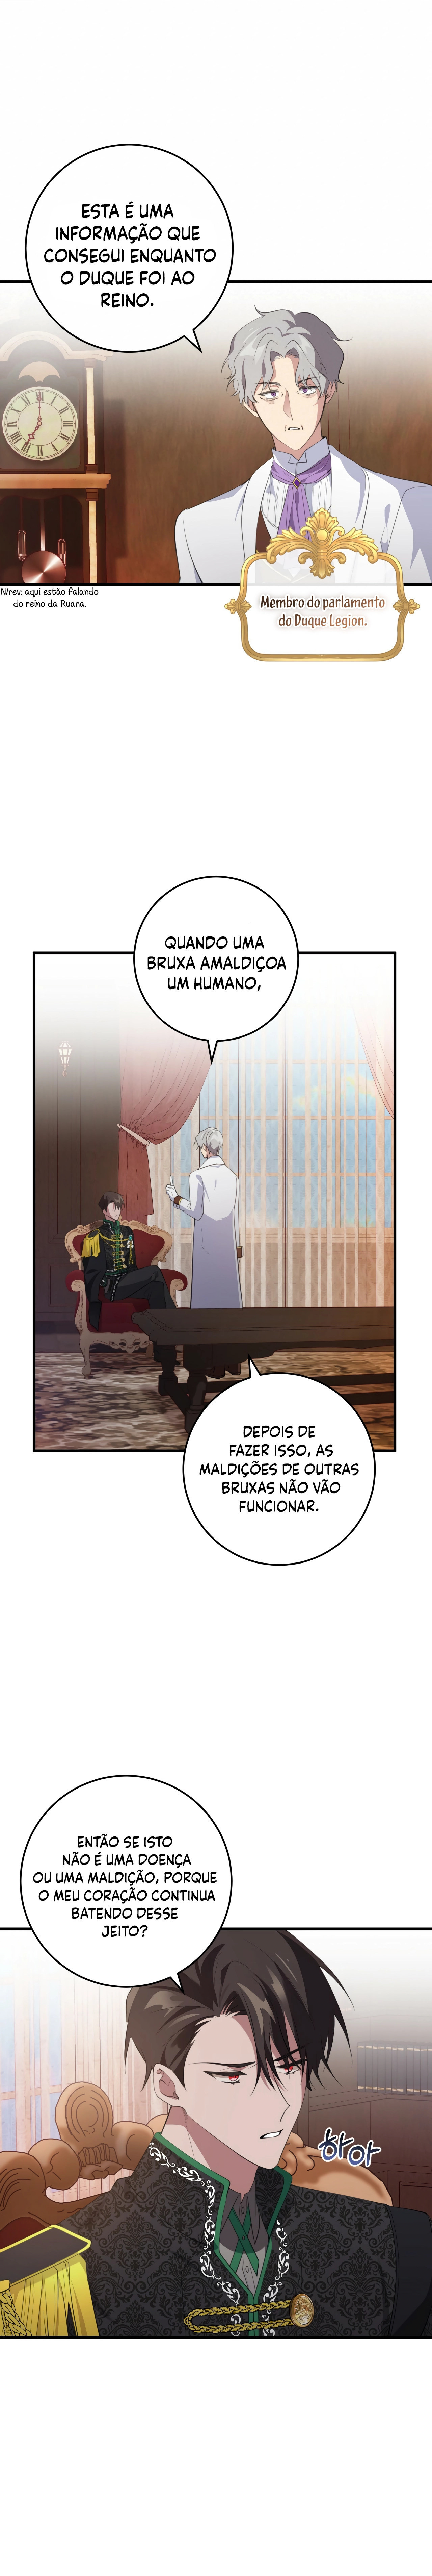 ESTA É UMA
INFORMAÇÃO QUE
CONSEGUI ENQUANTO
O DUQUE FOI AO
REINO.
N/rev: aqui estão falando
do reino da Ruana.
Membro do parlamento
do Duque Legion.
QUANDO UMA
BRUXA AMALDIÇOA
UM HUMANO,
DEPOIS DE
FAZER ISSO, AS
MALDIÇÕES DE OUTRAS
BRUXAS NÃO VÃO
FUNCIONAR.
ENTÃO SE ISTO
NÃO É UMA DOENÇA
OU UMA MALDIÇÃO, PORQUE
O MEU CORAÇÃO CONTINUA
BATENDO DESSE
JEITO?
하아